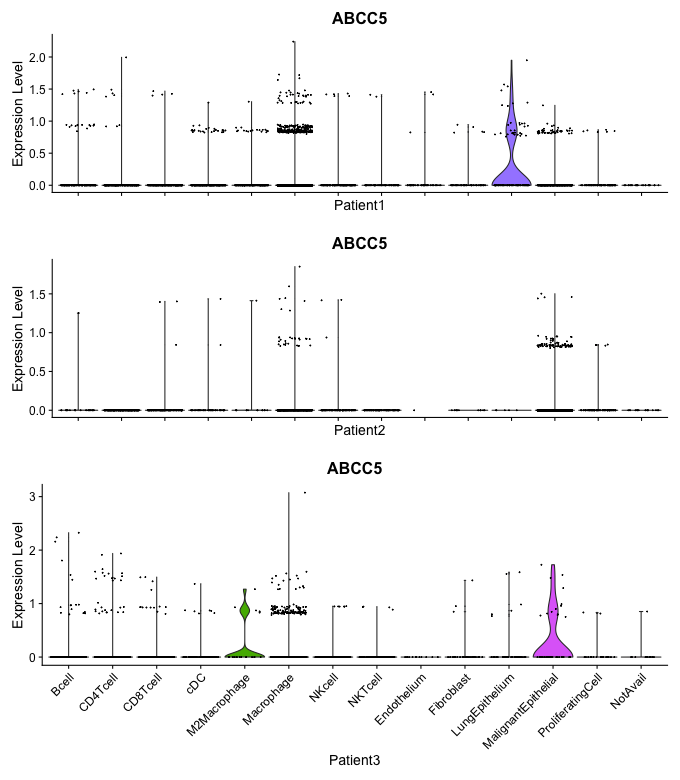 ABCC5
Expression Level
2.0
1.5
1.0
0.5
0.0
Patient1
ABCC5
Expression Level
1.5
1.0
0.5
0.0
Patient2
ABCC5
Expression Level
3
2
1
0
Bcell
CD4Tcell
CD8Tcell
cDC
M2Macrophage
Macrophage
NKcell
NKTcell
Endothelium
Fibroblast
LungEpithelium
MalignantEpithelial
ProliferatingCell
NotAvail
Patient3